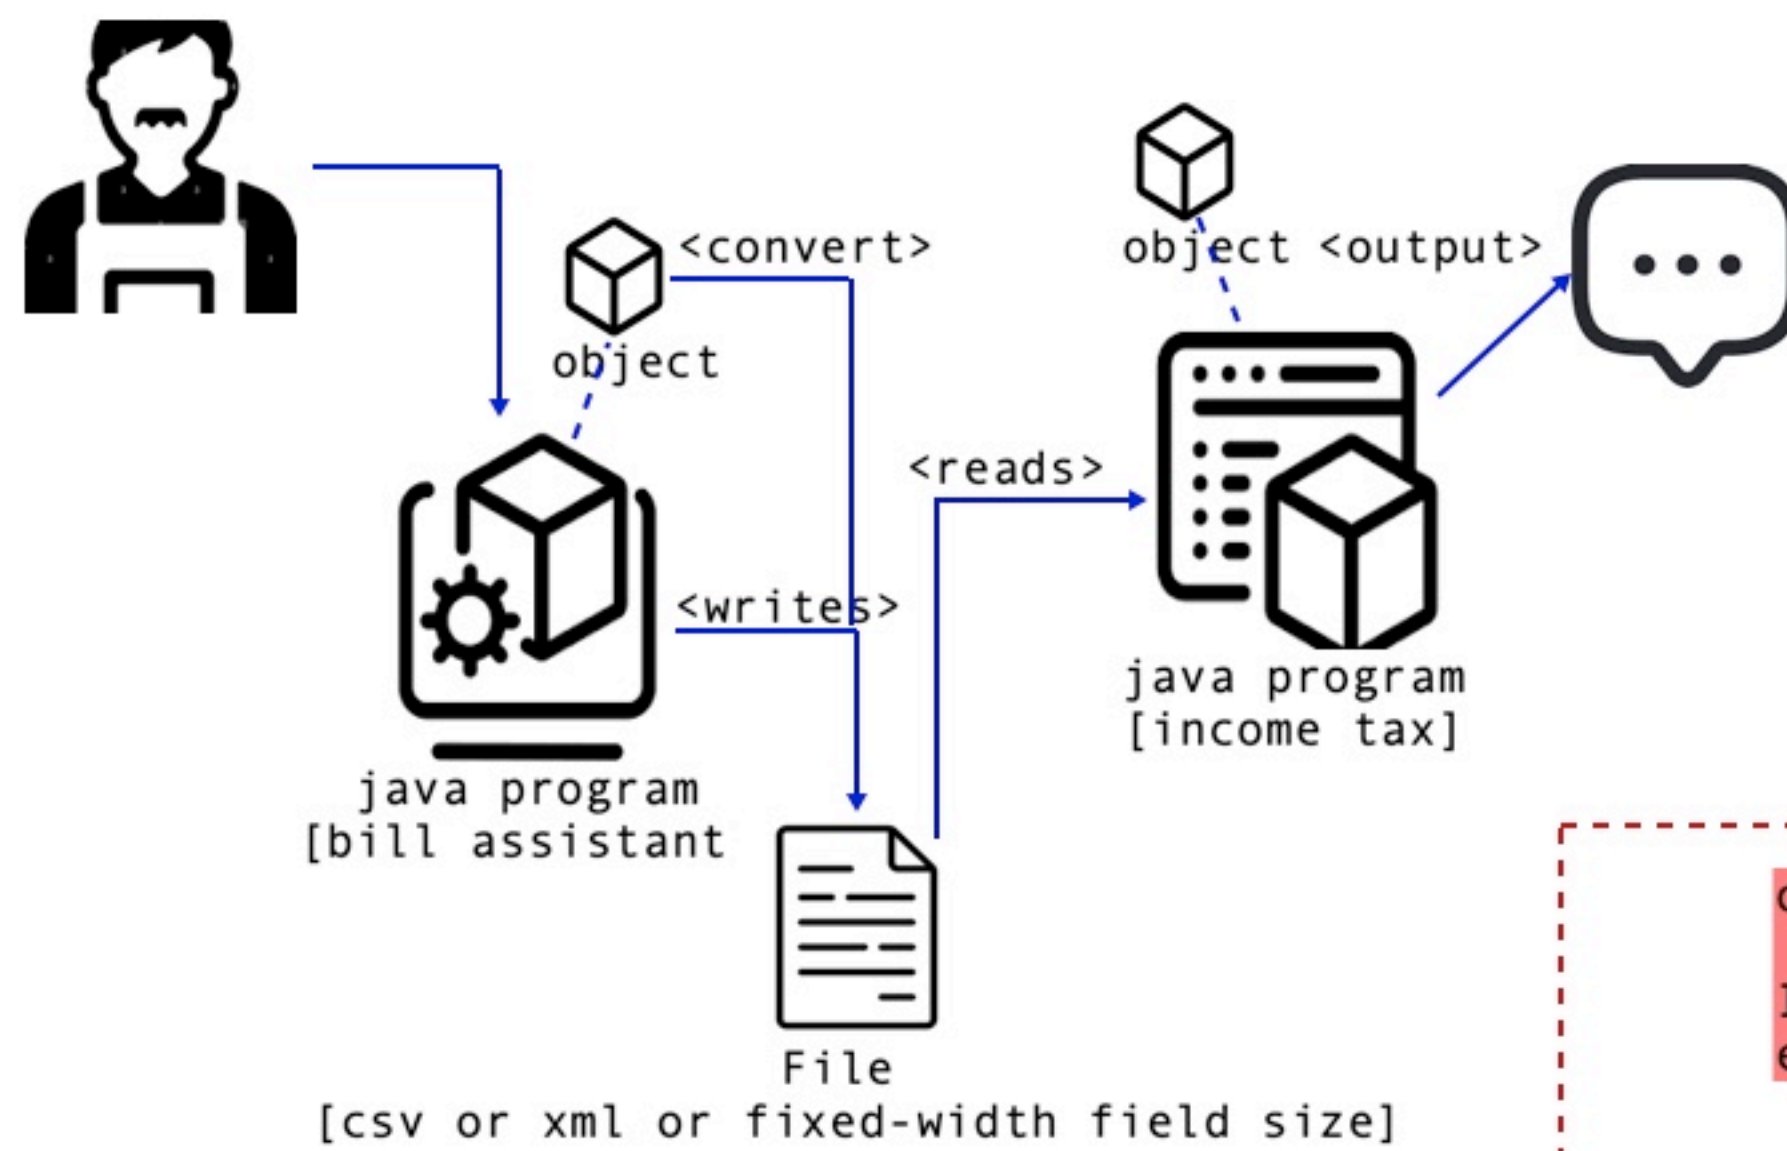 <convert>
object
object <output>
<reads>
<writes>
java program
[bill assistant
java program
[income tax]
File
[csv or xml or fixed-width field size]